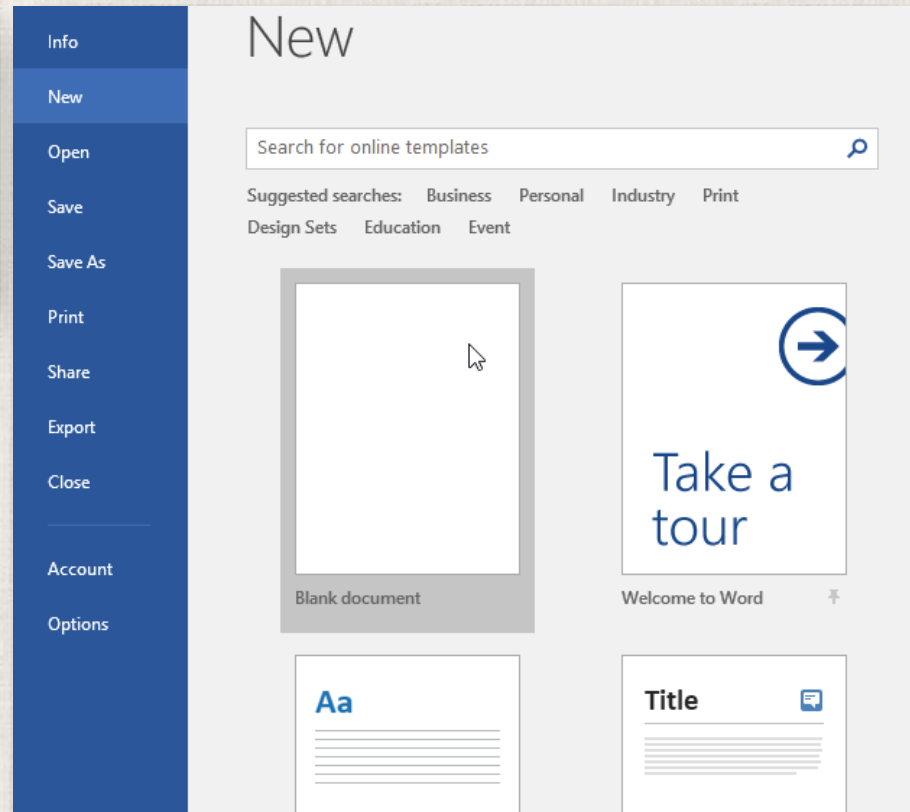 Info
New
Open
Save
Save As
Print
Share
Export
Close
Account
Options
New
Search for online templates
Suggested searches: Business Personal Industry Print
Design Sets Education Event
Take a
tour
Blank document
Welcome to Word
Aa
Title